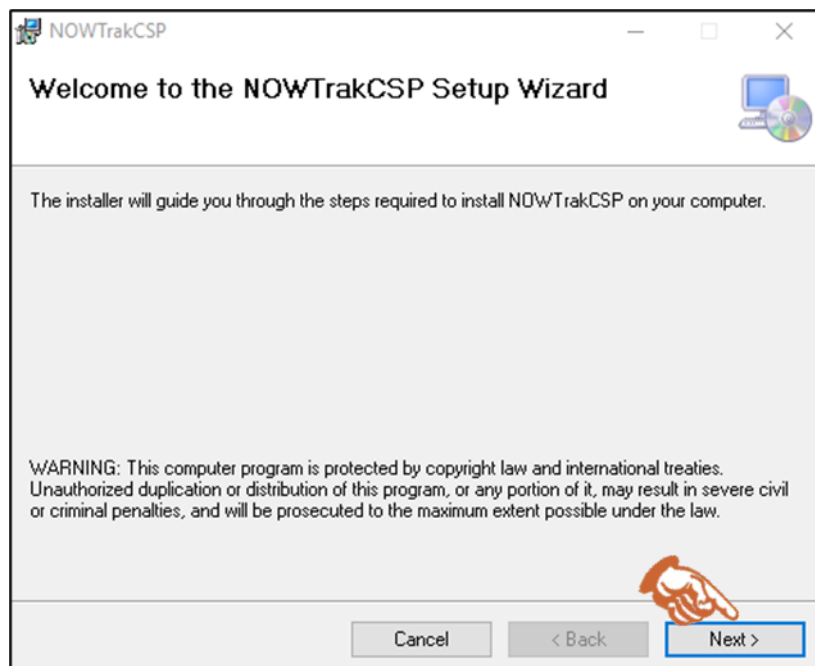 NOWTrakCSP
Welcome to the NOWTrakCSP Setup Wizard
The installer will guide you through the steps required to install NOWTrakCSP on your computer.
WARNING: This computer program is protected by copyright law and international treaties.
Unauthorized duplication or distribution of this program, or any portion of it, may result in severe civil
or criminal penalties, and will be prosecuted to the maximum extent possible under the law.
Cancel
< Back
Next >